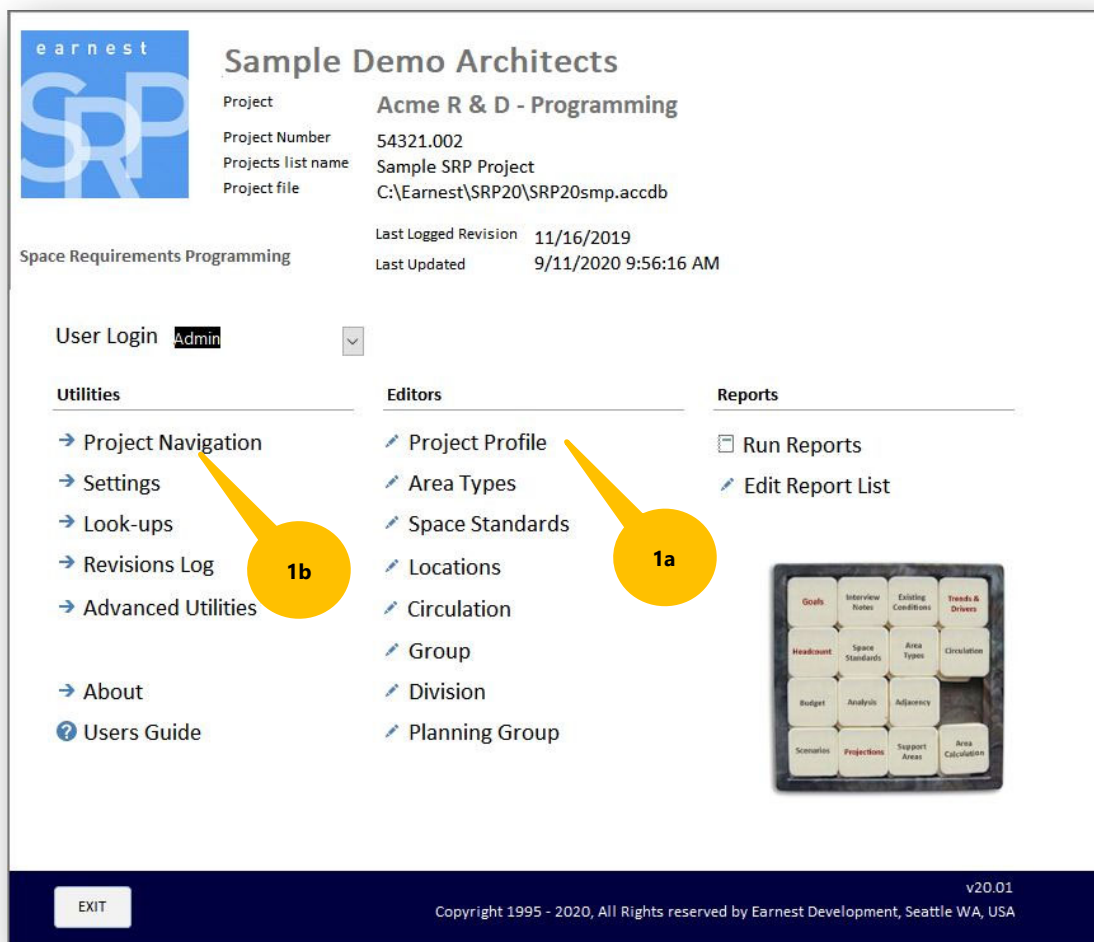 earnest
SRP
Sample Demo Architects
Project Acme R & D - Programming
Project Number 54321.002
Projects list name Sample SRP Project
Project file C:\Earnest\SRP20\SRP20smp.accdb
Last Logged Revision 11/16/2019
Space Requirements Programming
Last Updated 9/11/2020 9:56:16 AM
User Login Admin
Utilities
Project Navigation
Settings
Look-ups
Revisions Log
Advanced Utilities
About
Users Guide
1b
Editors
Project Profile
Area Types
Space Standards
Locations
Circulation
Group
Division
Planning Group
1a
Reports
Run Reports
Edit Report List
Goals
Interview
Notes
Existing
Conditions
Trends &
Drivers
Headcount
Space
Standards
Area
Types
Circulation
Budget
Analysis
Adjacency
Scenarios
Projections
Support
Areas
Area
Calculation
EXIT
v20.01
Copyright 1995 - 2020, All Rights reserved by Earnest Development, Seattle WA, USA